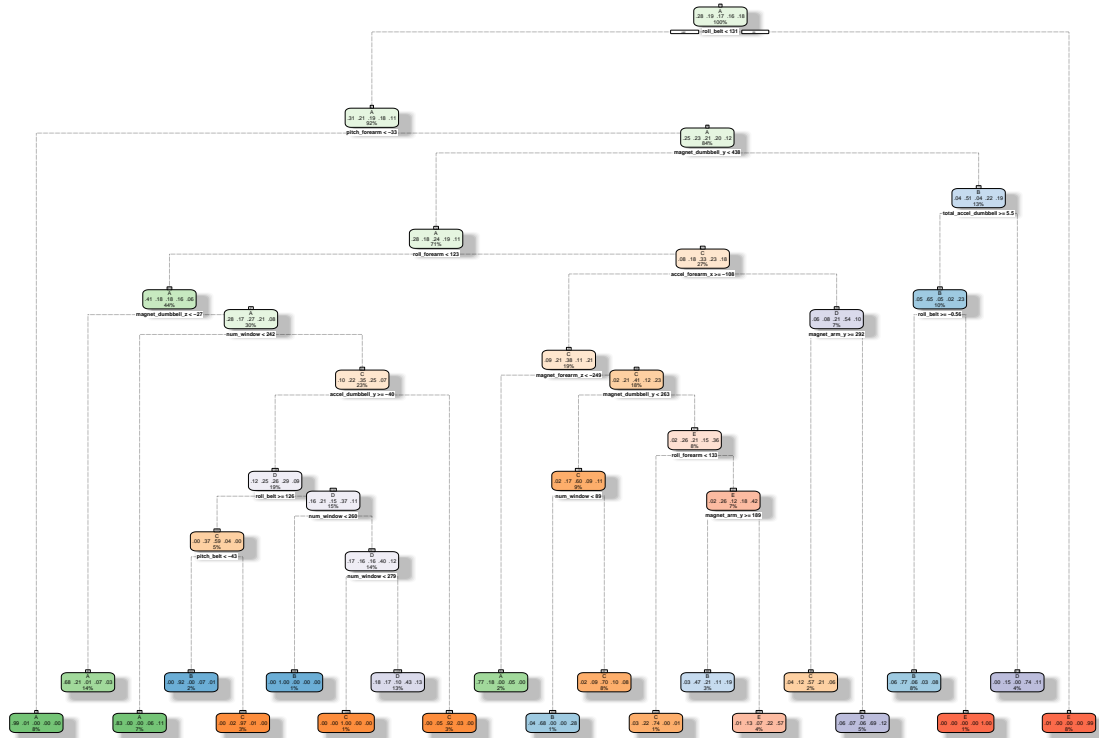 A
.28 .19 .17 .16 .18
100%
roll_belt < 131
A
.31 .21 .19 .18 .11
92%
pitch_forearm < −33
A
.25 .23 .21 .20 .12
84%
magnet_dumbbell_y < 438
B
.04 .51 .04 .22 .19
13%
total_accel_dumbbell >= 5.5
A
.28 .18 .24 .19 .11
71%
roll_forearm < 123
C
.08 .18 .33 .23 .18
27%
accel_forearm_x >= −108
A
.41 .18 .18 .16 .06
44%
magnet_dumbbell_z < −27
B
.05 .65 .05 .02 .23
10%
roll_belt >= −0.56
A
.28 .17 .27 .21 .08
30%
num_window < 242
D
.06 .08 .21 .54 .10
7%
magnet_arm_y >= 292
C
.09 .21 .38 .11 .21
19%
magnet_forearm_z < −249
C
.10 .22 .35 .25 .07
23%
accel_dumbbell_y >= −40
C
.02 .21 .41 .12 .23
18%
magnet_dumbbell_y < 263
E
.02 .26 .21 .15 .36
8%
roll_forearm < 133
D
.12 .25 .26 .29 .09
19%
roll_belt >= 126
C
.02 .17 .60 .09 .11
9%
num_window < 89
D
.16 .21 .15 .37 .11
15%
num_window < 260
E
.02 .26 .12 .18 .42
7%
magnet_arm_y >= 189
C
.00 .37 .59 .04 .00
5%
pitch_belt < −43
D
.17 .16 .16 .40 .12
14%
num_window < 279
A
.68 .21 .01 .07 .03
14%
B
.00 .92 .00 .07 .01
2%
B
.00 1.00 .00 .00 .00
1%
D
.18 .17 .10 .43 .13
13%
A
.77 .18 .00 .05 .00
2%
C
.02 .09 .70 .10 .08
8%
B
.03 .47 .21 .11 .19
3%
C
.04 .12 .57 .21 .06
2%
B
.06 .77 .06 .03 .08
8%
D
.00 .15 .00 .74 .11
4%
A
.99 .01 .00 .00 .00
8%
A
.83 .00 .00 .06 .11
7%
C
.00 .02 .97 .01 .00
3%
C
.00 .00 1.00 .00 .00
1%
C
.00 .05 .92 .03 .00
3%
B
.04 .68 .00 .00 .28
1%
C
.03 .22 .74 .00 .01
1%
E
.01 .13 .07 .22 .57
4%
D
.06 .07 .06 .69 .12
5%
E
.00 .00 .00 .00 1.00
1%
E
.01 .00 .00 .00 .99
8%